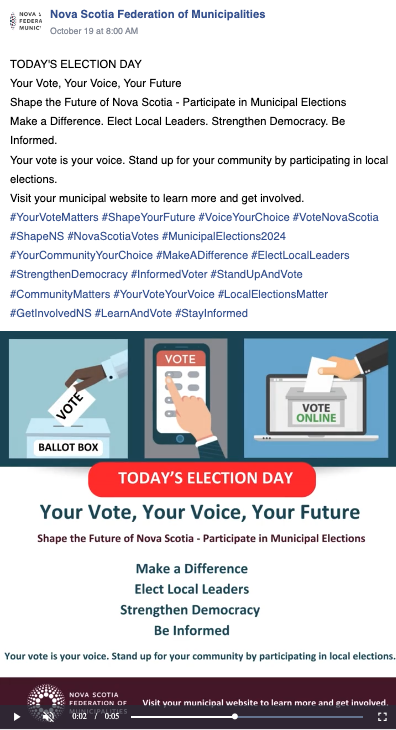 NOVA S
FEDERA
MUNIC
Nova Scotia Federation of Municipalities
October 19 at 8:00 AM
TODAY'S ELECTION DAY
Your Vote, Your Voice, Your Future
Shape the Future of Nova Scotia - Participate in Municipal Elections
Make a Difference. Elect Local Leaders. Strengthen Democracy. Be
Informed.
Your vote is your voice. Stand up for your community by participating in local
elections.
Visit your municipal website to learn more and get involved.
#YourVoteMatters #ShapeYourFuture #VoiceYourChoice #VoteNovaScotia
#ShapeNS #NovaScotiaVotes #MunicipalElections2024
#YourCommunityYourChoice #MakeADifference #ElectLocalLeaders
#StrengthenDemocracy #InformedVoter #StandUpAndVote
#CommunityMatters #YourVoteYourVoice #LocalElectionsMatter
#GetInvolvedNS #LearnAndVote #StayInformed
VOTE
BALLOT BOX
VOTE
VOTE
ONLINE
TODAY'S ELECTION DAY
Your Vote, Your Voice, Your Future
Shape the Future of Nova Scotia - Participate in Municipal Elections
Make a Difference
Elect Local Leaders
Strengthen Democracy
Be Informed
Your vote is your voice. Stand up for your community by participating in local elections.
NOVA SCOTIA
FEDERATION OF
MUNICIPALITIES
Visit your municipal website to learn more and get involved.
0:02 / 0:05